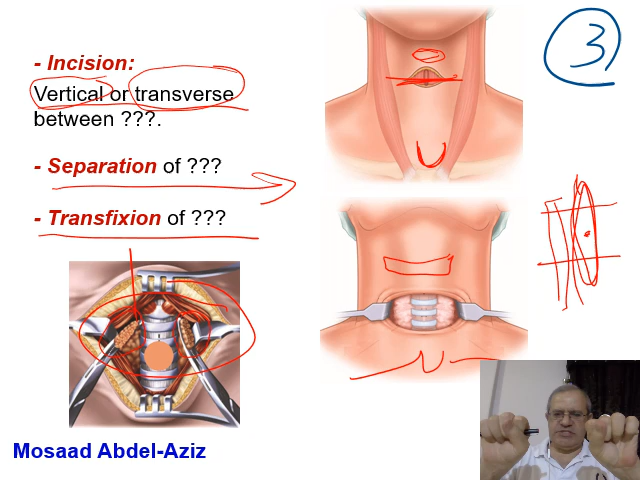 - Incision:
Vertical or transverse
between ???.
- Separation of ???
- Transfixion of ???
Mosaad Abdel-Aziz
3